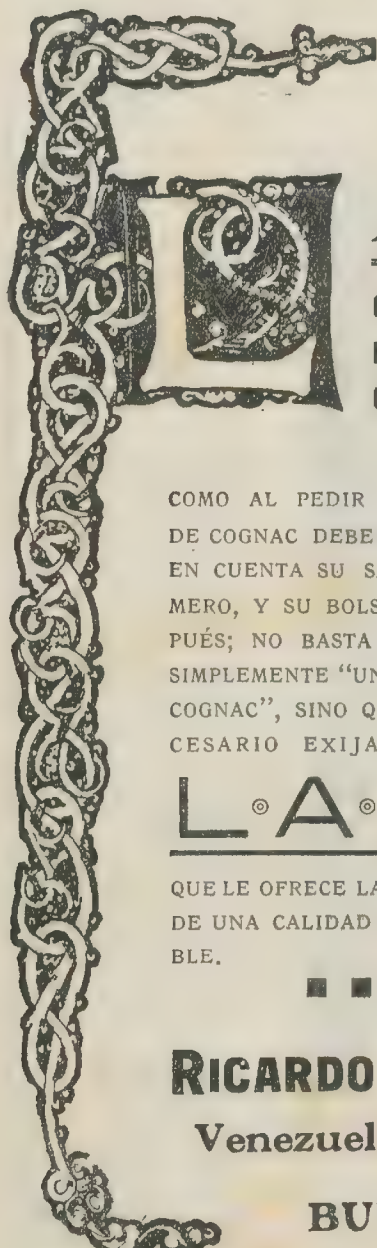 L
COMO AL PEDIR
DE COGNAC DEBE
EN CUENTA SU
MERO, Y SU BOLS
PUÉS; NO BASTA
SIMPLEMENTE “UN
COGNAC”, SINO Q
CESARIO EXIJA
L A
QUE LE OFRECE LA
DE UNA CALIDAD
BLE.
RICARDO
Venezuel
BU